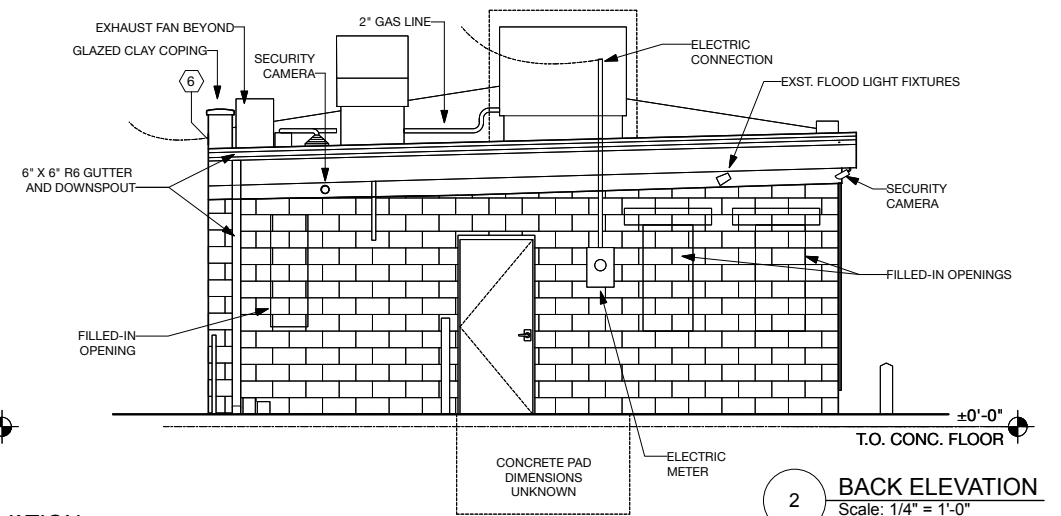 EXHAUST FAN BEYOND
2" GAS LINE
GLAZED CLAY COPING
SECURITY
CAMERA
ELECTRIC
CONNECTION
6
EXST. FLOOD LIGHT FIXTURES
6" X 6" R6 GUTTER
AND DOWNSPOUT
SECURITY
CAMERA
FILLED-IN OPENINGS
FILLED-IN
OPENING
±0'-0"
T.O. CONC. FLOOR
CONCRETE PAD
DIMENSIONS
UNKNOWN
ELECTRIC
METER
2
BACK ELEVATION
Scale: 1/4" = 1'-0"